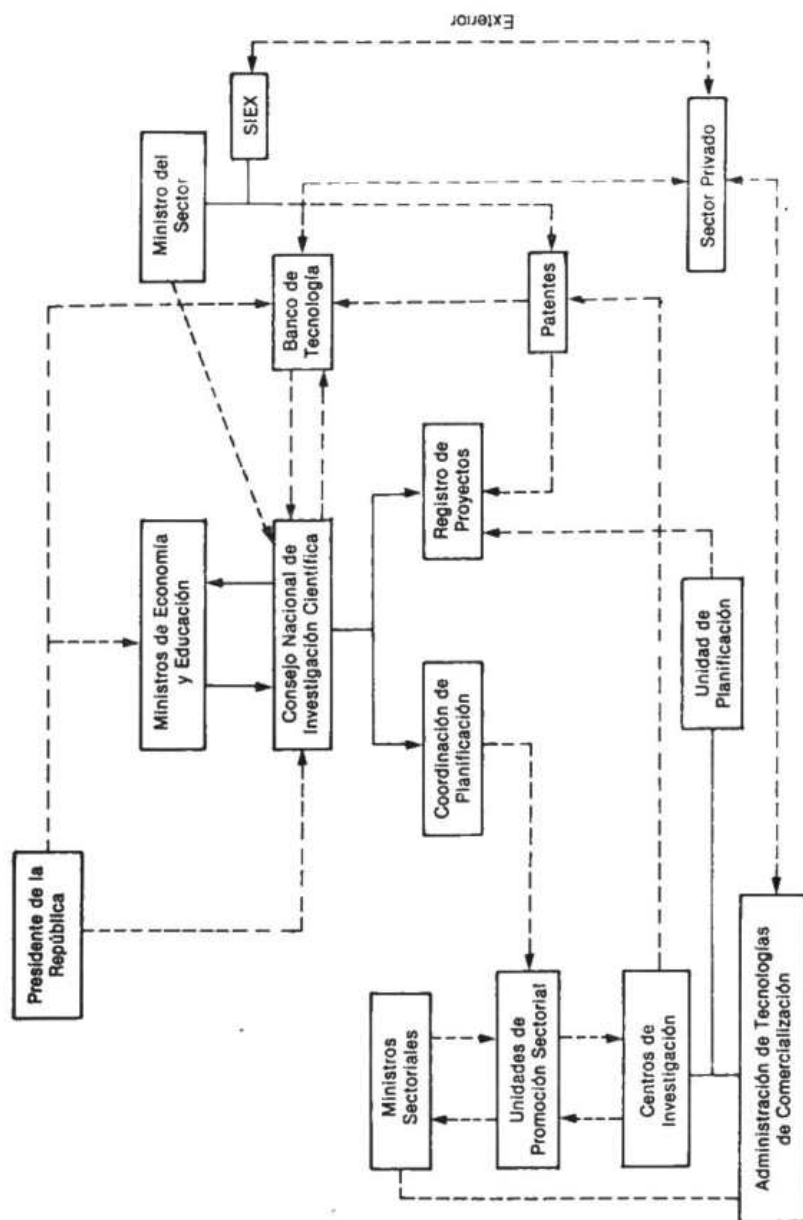 Presidente de la
República
Ministros de Economía
y Educación
Ministro del
Sector
SIEX
Exterior
Consejo Nacional de
Investigación Científica
Banco de
Tecnología
Ministros
Sectoriales
Coordinación de
Planificación
Registro de
Proyectos
Patentes
Unidades de
Promoción Sectorial
Centros de
Investigación
Unidad de
Planificación
Sector Privado
Administración de Tecnologías
de Comercialización